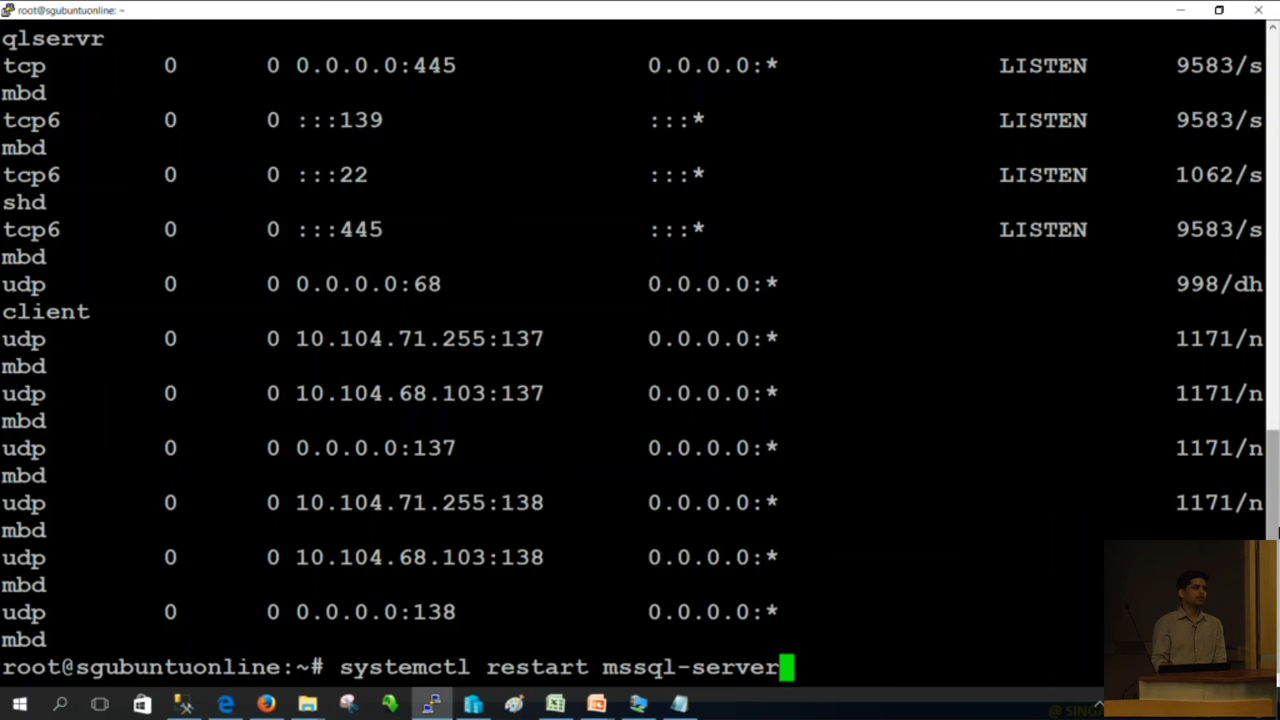 root@sgubuntuonline: ~
qlservr
tcp 0 0 0.0.0.0:445 0.0.0.0:* LISTEN 9583/s
mbd
tcp6 0 0 :::139 :::* LISTEN 9583/s
mbd
tcp6 0 0 :::22 :::* LISTEN 1062/s
shd
tcp6 0 0 :::445 :::* LISTEN 9583/s
mbd
udp 0 0 0.0.0.0:68 0.0.0.0:* 998/dh
client
udp 0 0 10.104.71.255:137 0.0.0.0:* 1171/n
mbd
udp 0 0 10.104.68.103:137 0.0.0.0:* 1171/n
mbd
udp 0 0 0.0.0.0:137 0.0.0.0:* 1171/n
mbd
udp 0 0 10.104.71.255:138 0.0.0.0:* 1171/n
mbd
udp 0 0 10.104.68.103:138 0.0.0.0:*
mbd
udp 0 0 0.0.0.0:138 0.0.0.0:*
mbd
root@sgubuntuonline:~# systemctl restart mssql-server